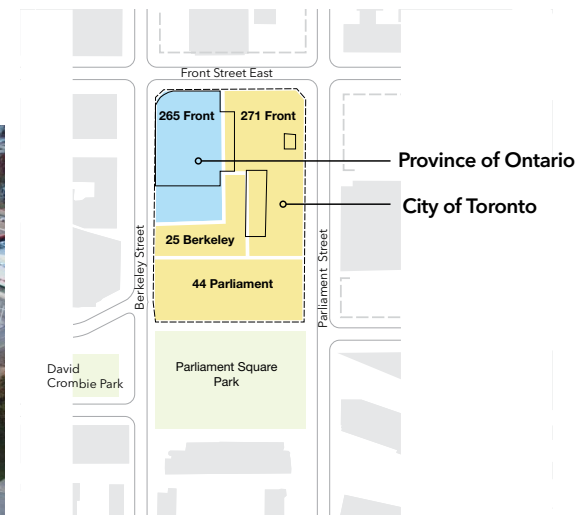 Front Street East
265 Front
271 Front
Province of Ontario
City of Toronto
25 Berkeley
Berkeley Street
Parliament Street
44 Parliament
David
Crombie Park
Parliament Square
Park